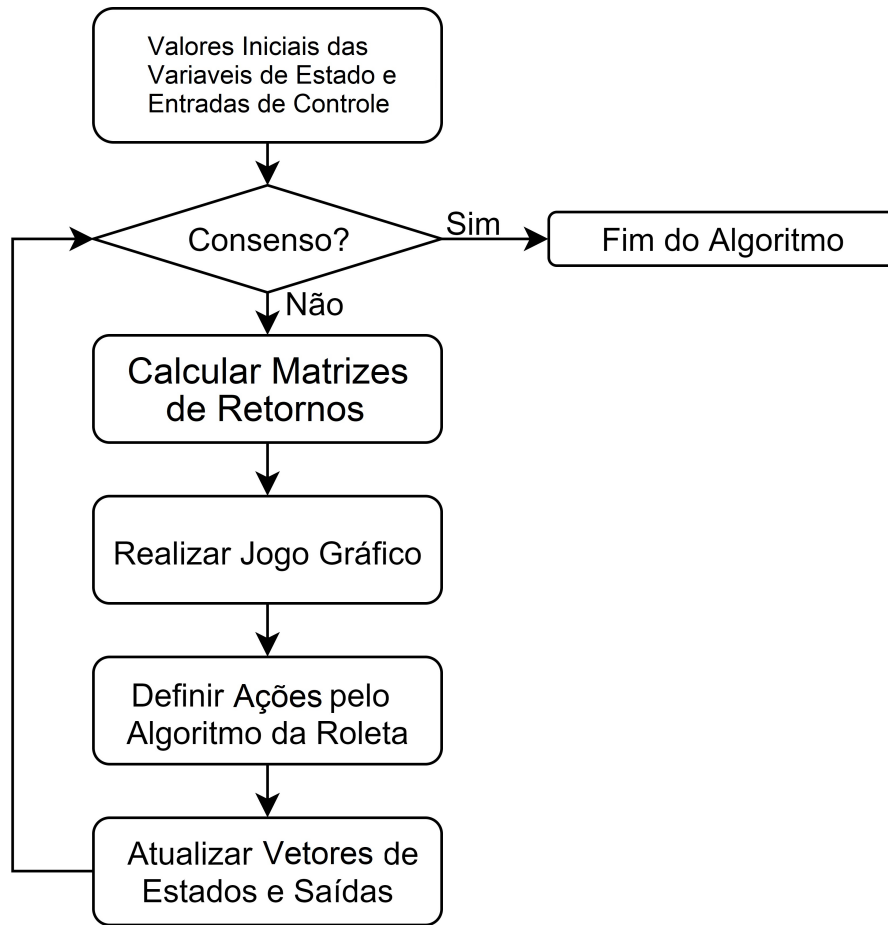 Valores Iniciais das
Variaveis de Estado e
Entradas de Controle
Consenso?
Sim
Fim do Algoritmo
Não
Calcular Matrizes
de Retornos
Realizar Jogo Gráfico
Definir Ações pelo
Algoritmo da Roleta
Atualizar Vetores de
Estados e Saídas